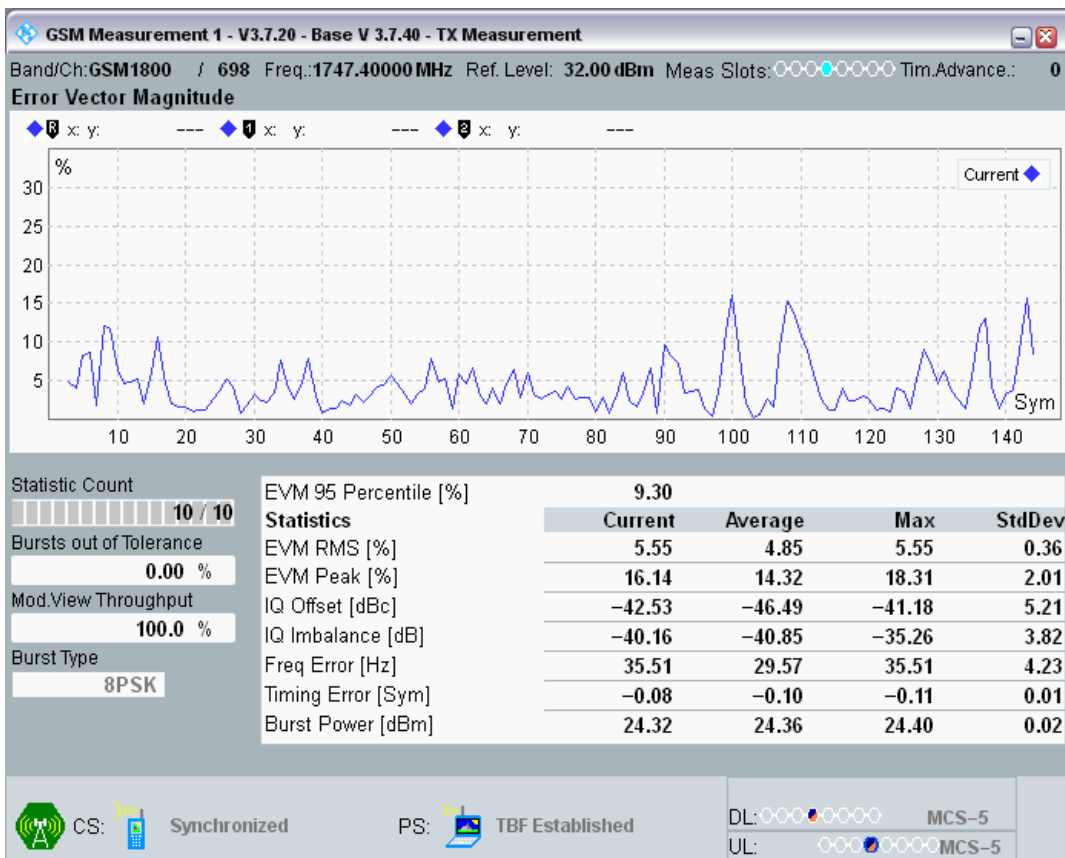 GSM Measurement 1 - V3.7.20 - Base V 3.7.40 - TX Measurement
Band/Ch:GSM1800 / 698 Freq.:1747.40000 MHz Ref. Level: 32.00 dBm Meas Slots: Tim.Advance.: 0
Error Vector Magnitude
R x: y: --- 1 x: y: --- 2 x: y: ---
%
Current
30
25
20
15
10
5
Sym
10 20 30 40 50 60 70 80 90 100 110 120 130 140
Statistic Count
10 / 10
Bursts out of Tolerance
0.00 %
Mod.View Throughput
100.0 %
Burst Type
8PSK
EVM 95 Percentile [%] 9.30
Statistics Current Average Max StdDev
EVM RMS [%] 5.55 4.85 5.55 0.36
EVM Peak [%] 16.14 14.32 18.31 2.01
IQ Offset [dBc] −42.53 −46.49 −41.18 5.21
IQ Imbalance [dB] −40.16 −40.85 −35.26 3.82
Freq Error [Hz] 35.51 29.57 35.51 4.23
Timing Error [Sym] −0.08 −0.10 −0.11 0.01
Burst Power [dBm] 24.32 24.36 24.40 0.02
CS: Synchronized PS: TBF Established
DL: MCS−5
UL: MCS−5